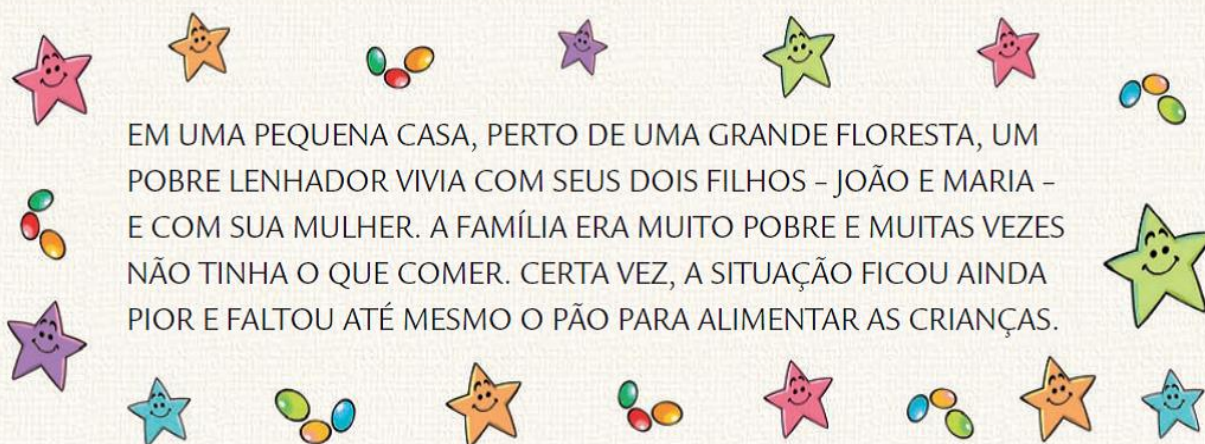 EM UMA PEQUENA CASA, PERTO DE UMA GRANDE FLORESTA, UM
POBRE LENHADOR VIVIA COM SEUS DOIS FILHOS – JOÃO E MARIA –
E COM SUA MULHER. A FAMÍLIA ERA MUITO POBRE E MUITAS VEZES
NÃO TINHA O QUE COMER. CERTA VEZ, A SITUAÇÃO FICOU AINDA
PIOR E FALTOU ATÉ MESMO O PÃO PARA ALIMENTAR AS CRIANÇAS.